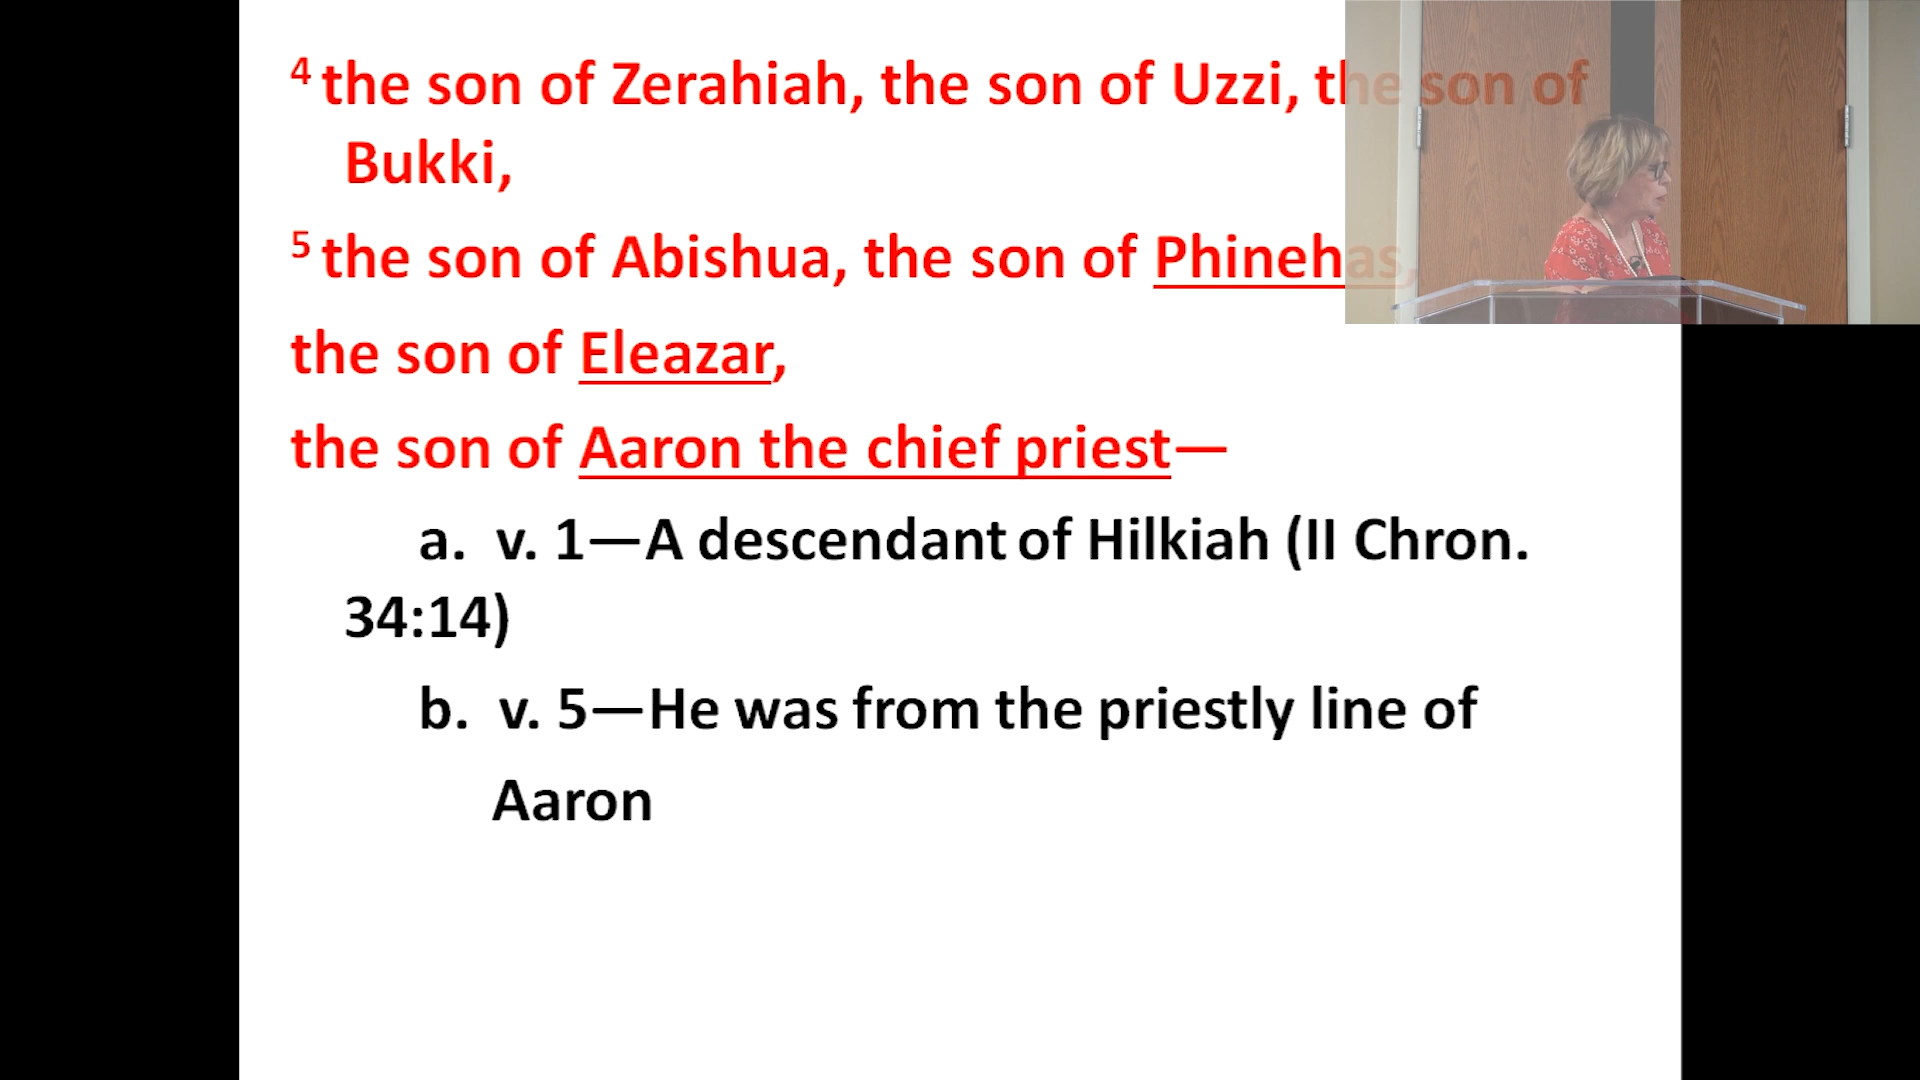 4 the son of Zerahiah, the son of Uzzi, the son of
Bukki,
5 the son of Abishua, the son of Phinehas,
the son of Eleazar,
the son of Aaron the chief priest—
a. v. 1—A descendant of Hilkiah (II Chron.
34:14)
b. v. 5—He was from the priestly line of
Aaron